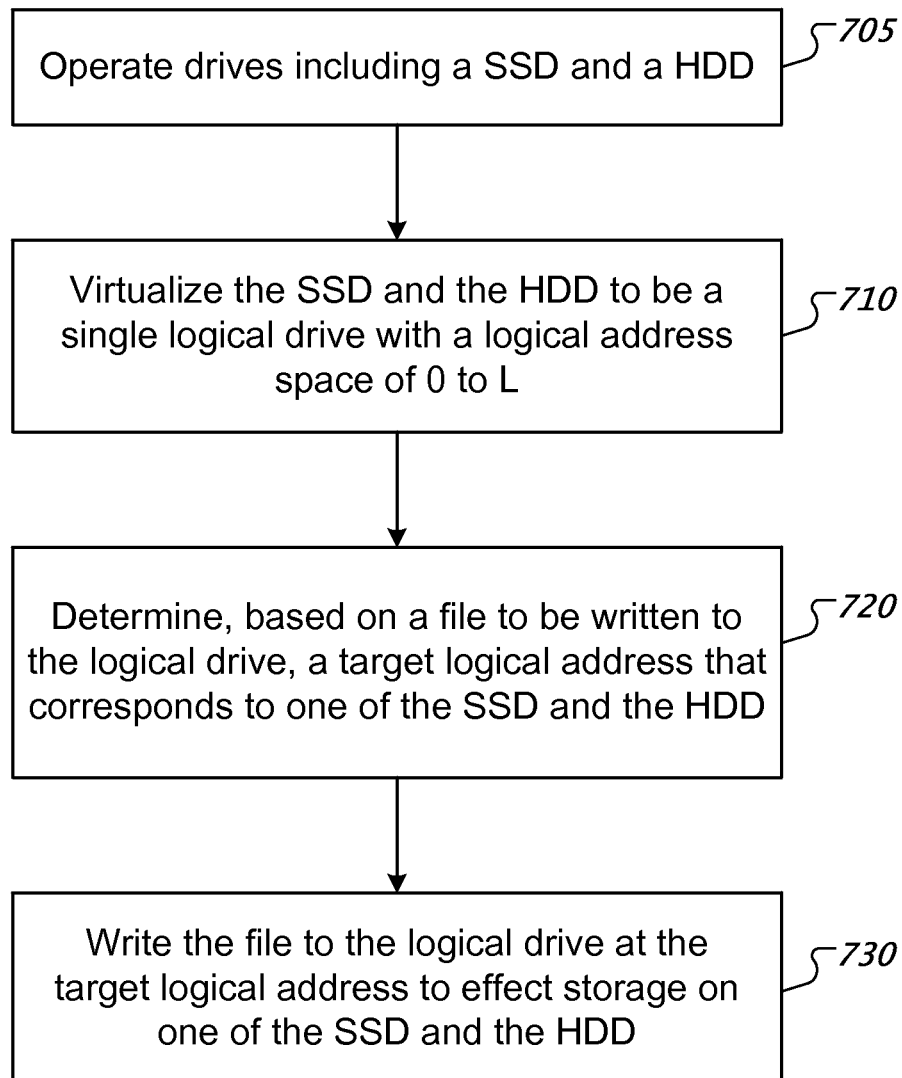 Operate drives including a SSD and a HDD
705
Virtualize the SSD and the HDD to be a
single logical drive with a logical address
space of 0 to L
710
Determine, based on a file to be written to
the logical drive, a target logical address that
corresponds to one of the SSD and the HDD
720
Write the file to the logical drive at the
target logical address to effect storage on
one of the SSD and the HDD
730